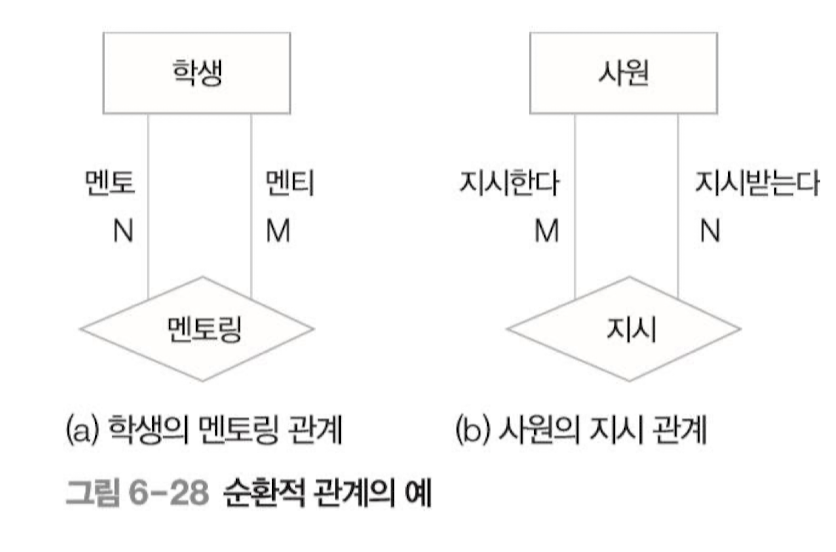 학생
사원
멘토
멘티
지시한다
지시받는다
N
M
M
N
멘토링
지시
(a) 학생의 멘토링 관계
(b) 사원의 지시 관계
그림 6-28 순환적 관계의 예